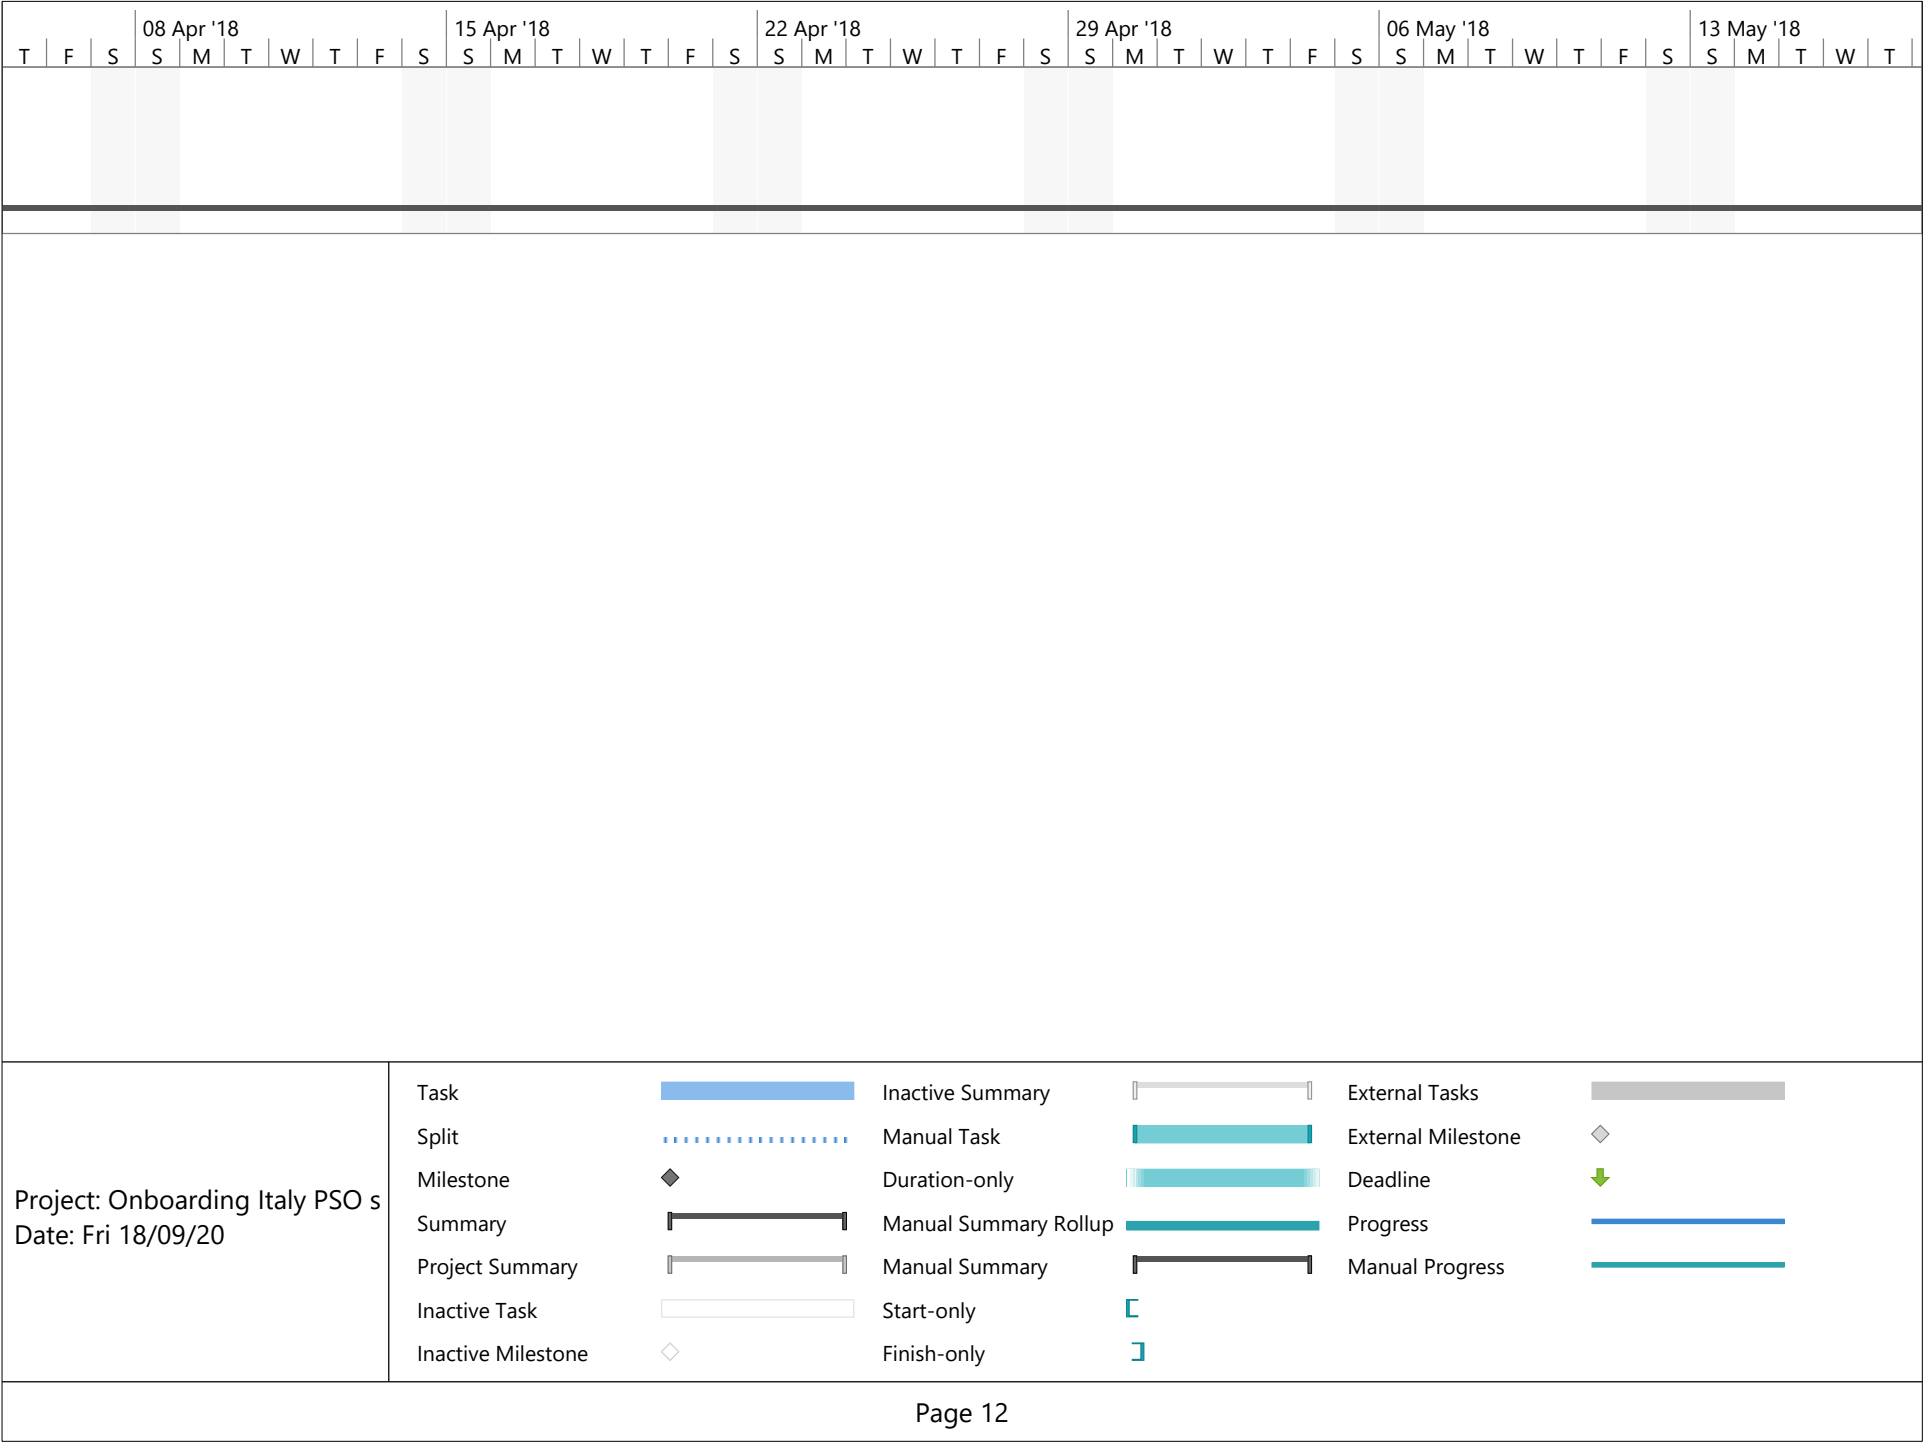 08 Apr '18 15 Apr '18 22 Apr '18 29 Apr '18 06 May '18 13 May '18
T F S S M T W T F S S M T W T F S S M T W T F S S M T W T F S S M T W T F S S M T W T
Task
Split
Milestone
Summary
Project Summary
Inactive Task
Inactive Milestone
Inactive Summary
Manual Task
Duration-only
Manual Summary Rollup
Manual Summary
Start-only
Finish-only
External Tasks
External Milestone
Deadline
Progress
Manual Progress
Project: Onboarding Italy PSO s
Date: Fri 18/09/20
Page 12